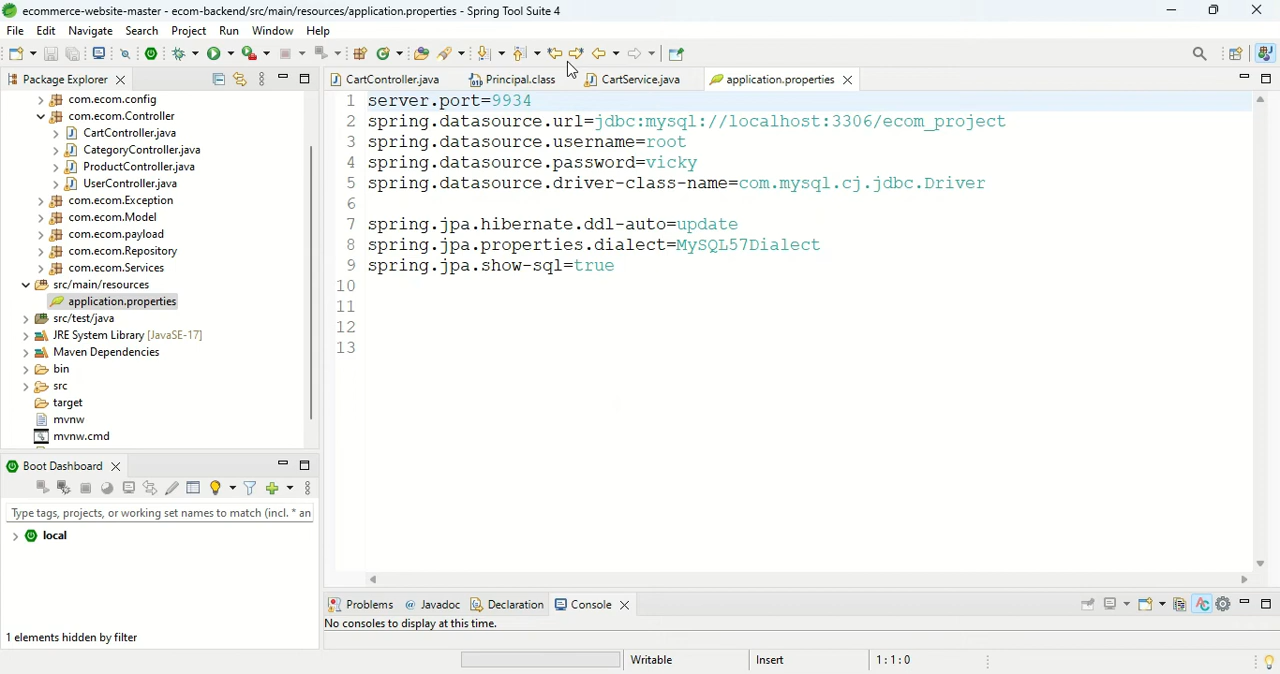 ecommerce-website-master - ecom-backend/src/main/resources/application.properties - Spring Tool Suite 4
File Edit Navigate Search Project Run Window Help
Package Explorer
CartController.java
Principal.class
CartService.java
application.properties
com.ecom.config
com.ecom.Controller
CartController.java
CategoryController.java
ProductController.java
UserController.java
com.ecom.Exception
com.ecom.Model
com.ecom.payload
com.ecom.Repository
com.ecom.Services
src/main/resources
application.properties
src/test/java
JRE System Library [JavaSE-17]
Maven Dependencies
bin
src
target
mvnw
mvnw.cmd
1 server.port=9934
2 spring.datasource.url=jdbc:mysql://localhost:3306/ecom_project
3 spring.datasource.username=root
4 spring.datasource.password=vicky
5 spring.datasource.driver-class-name=com.mysql.cj.jdbc.Driver
6
7 spring.jpa.hibernate.ddl-auto=update
8 spring.jpa.properties.dialect=MySQL57Dialect
9 spring.jpa.show-sql=true
10
11
12
13
Boot Dashboard
Type tags, projects, or working set names to match (incl. * an
local
1 elements hidden by filter
Problems
Javadoc
Declaration
Console
No consoles to display at this time.
Writable
Insert
1:1:0